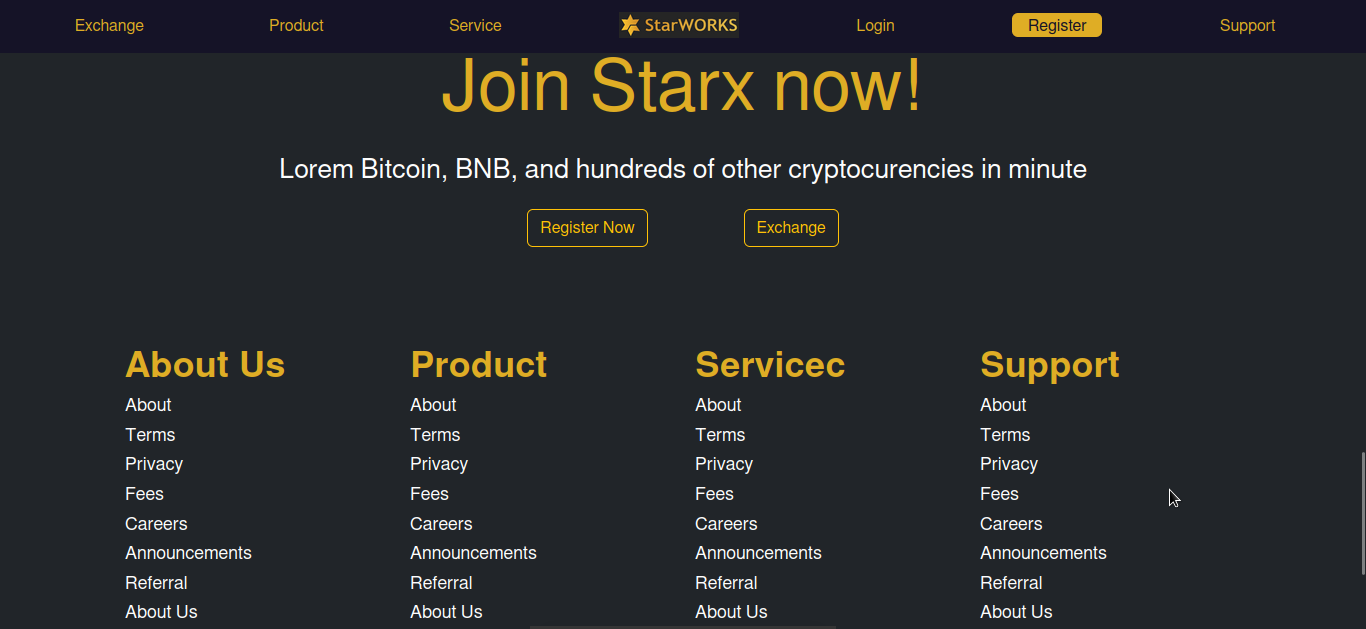 Exchange Product Service StarWORKS Login Register Support
Join Starx now!
Lorem Bitcoin, BNB, and hundreds of other cryptocurencies in minute
Register Now Exchange
About Us Product Servicec Support
About About About About
Terms Terms Terms Terms
Privacy Privacy Privacy Privacy
Fees Fees Fees Fees
Careers Careers Careers Careers
Announcements Announcements Announcements Announcements
Referral Referral Referral Referral
About Us About Us About Us About Us